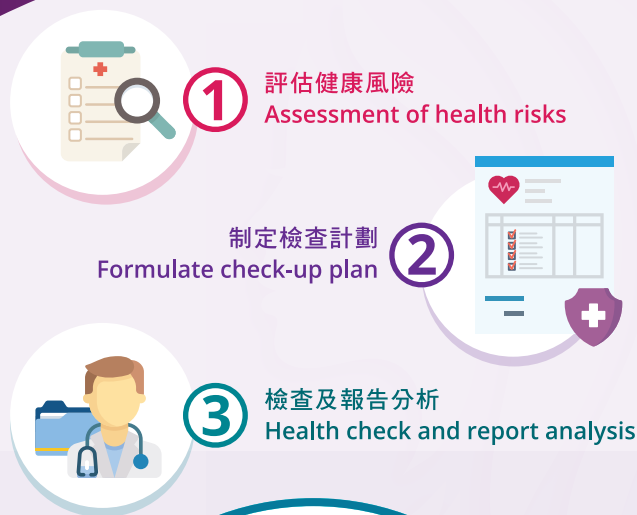 1
評估健康風險
Assessment of health risks
制定檢查計劃
Formulate check-up plan
2
3
檢查及報告分析
Health check and report analysis